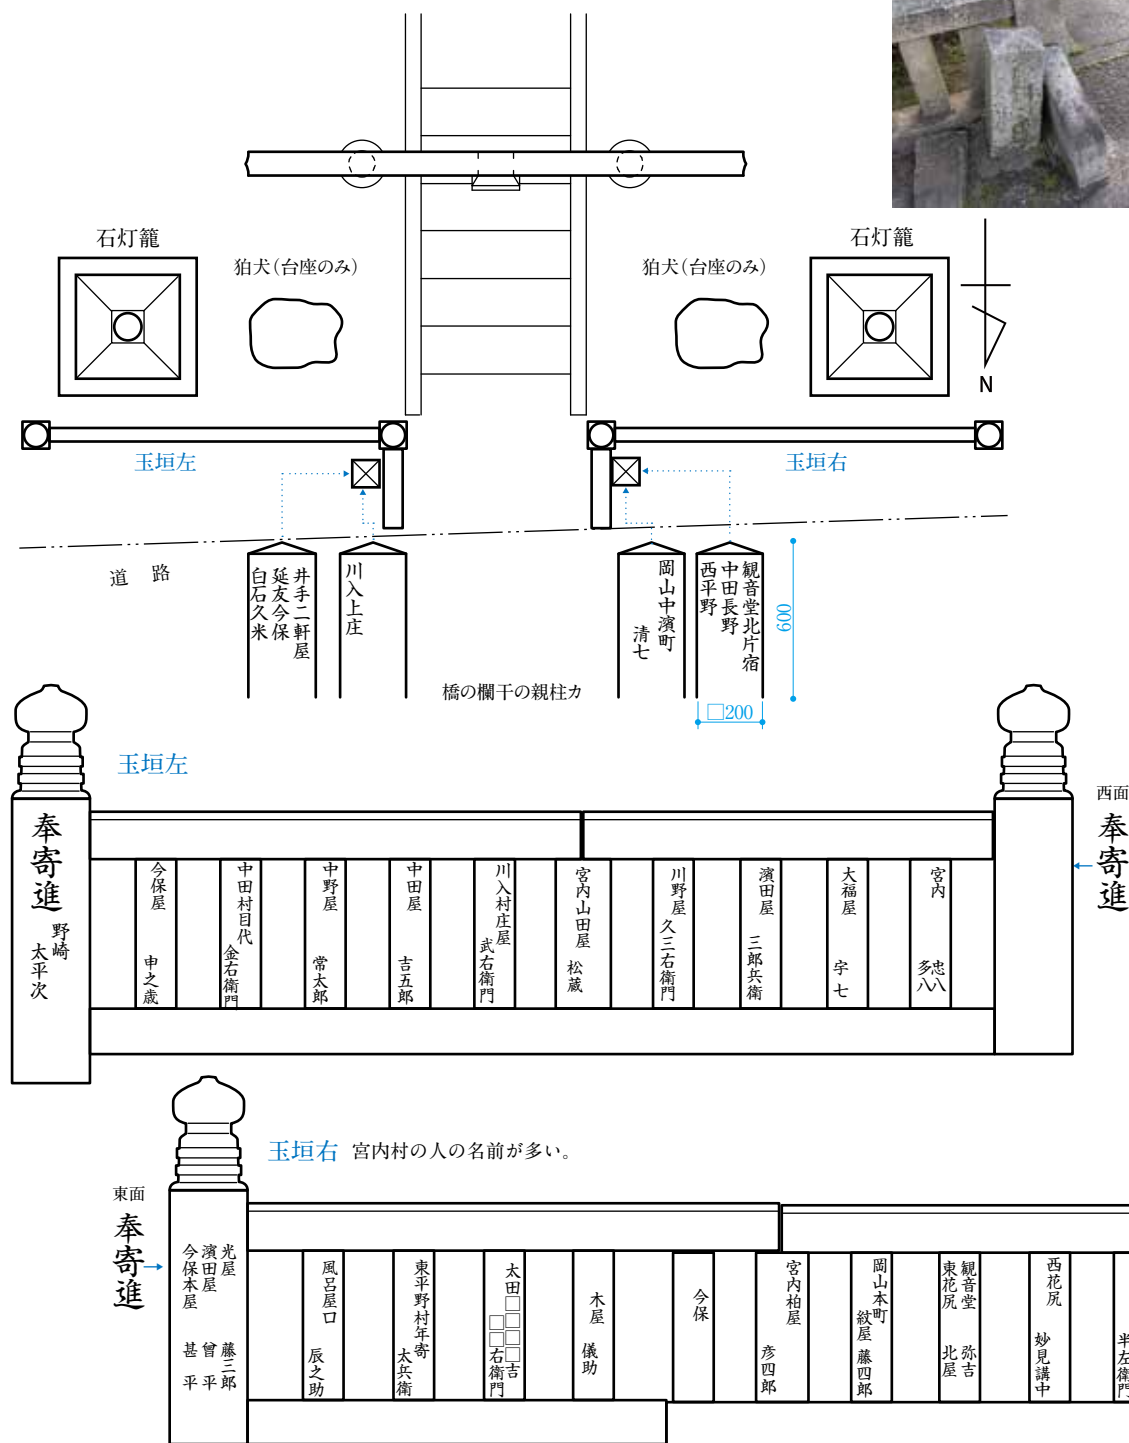 石灯籠
狛犬(台座のみ)
狛犬(台座のみ)
石灯籠
N
玉垣左
玉垣右
道 路
井手二軒屋
延友今保
白石久米
川入上庄
岡山中濱町
清七
観音堂北片宿
中田長野
西平野
600
□200
橋の欄干の親柱カ
玉垣左
奉寄進 野崎
太平次
今保屋 申之歳
中田村目代 金右衛門
中野屋 常太郎
中田屋 吉五郎
川入村庄屋 武右衛門
宮内山田屋 松蔵
川野屋 久三右衛門
濱田屋 三郎兵衛
大福屋 宇七
宮内 忠八
多八
西面
奉寄進
玉垣右 宮内村の人の名前が多い。
東面
奉寄進
光屋 藤三郎
濱田屋 曾平
今保本屋 甚平
風呂屋口 辰之助
東平野村年寄 太兵衛
太田□□□□吉
□□右衛門
木屋 儀助
今保
宮内柏屋 彦四郎
岡山本町 紋屋 藤四郎
観音堂 弥吉
東花尻 北屋
西花尻 妙見講中
半左衛門